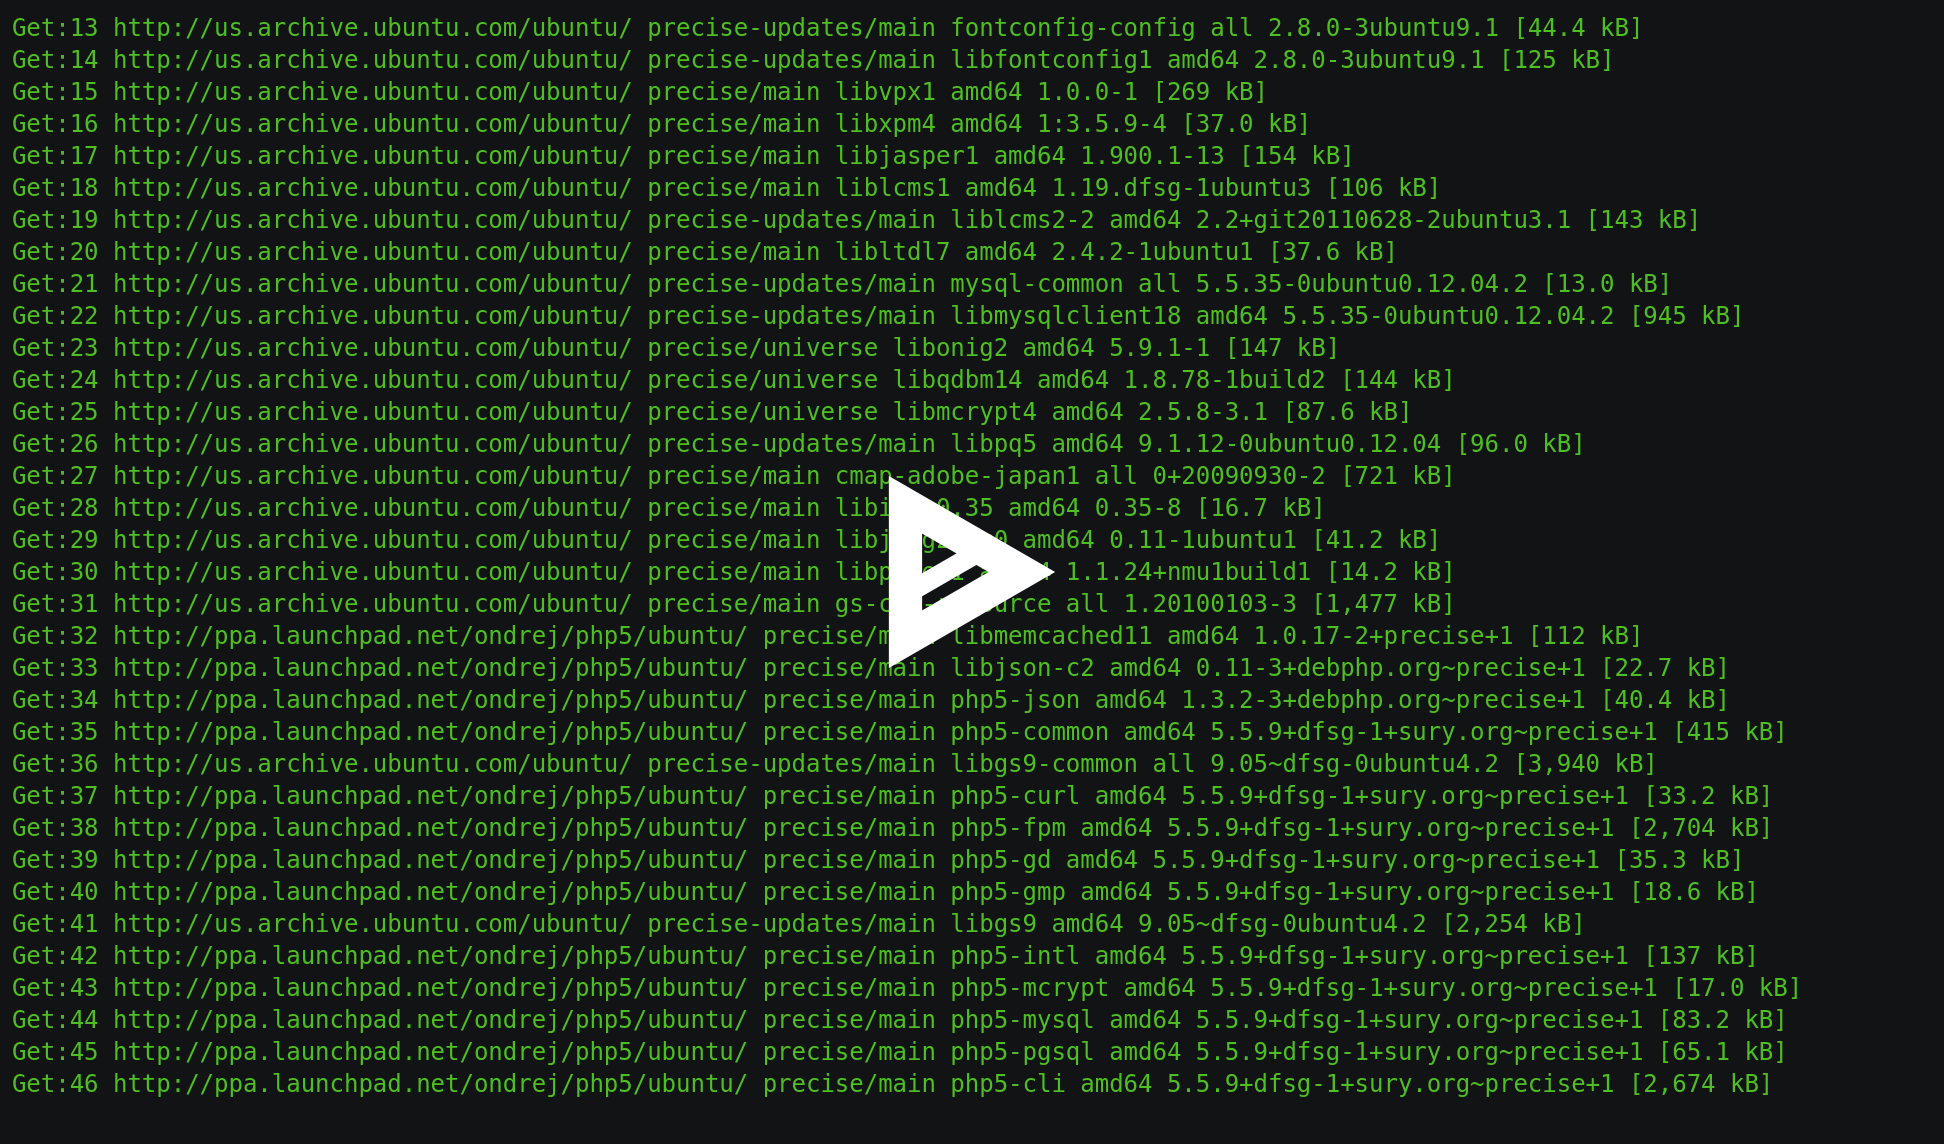 Get:13 http://us.archive.ubuntu.com/ubuntu/ precise-updates/main fontconfig-config all 2.8.0-3ubuntu9.1 [44.4 kB]
Get:14 http://us.archive.ubuntu.com/ubuntu/ precise-updates/main libfontconfig1 amd64 2.8.0-3ubuntu9.1 [125 kB]
Get:15 http://us.archive.ubuntu.com/ubuntu/ precise/main libvpx1 amd64 1.0.0-1 [269 kB]
Get:16 http://us.archive.ubuntu.com/ubuntu/ precise/main libxpm4 amd64 1:3.5.9-4 [37.0 kB]
Get:17 http://us.archive.ubuntu.com/ubuntu/ precise/main libjasper1 amd64 1.900.1-13 [154 kB]
Get:18 http://us.archive.ubuntu.com/ubuntu/ precise/main liblcms1 amd64 1.19.dfsg-1ubuntu3 [106 kB]
Get:19 http://us.archive.ubuntu.com/ubuntu/ precise-updates/main liblcms2-2 amd64 2.2+git20110628-2ubuntu3.1 [143 kB]
Get:20 http://us.archive.ubuntu.com/ubuntu/ precise/main libltdl7 amd64 2.4.2-1ubuntu1 [37.6 kB]
Get:21 http://us.archive.ubuntu.com/ubuntu/ precise-updates/main mysql-common all 5.5.35-0ubuntu0.12.04.2 [13.0 kB]
Get:22 http://us.archive.ubuntu.com/ubuntu/ precise-updates/main libmysqlclient18 amd64 5.5.35-0ubuntu0.12.04.2 [945 kB]
Get:23 http://us.archive.ubuntu.com/ubuntu/ precise/universe libonig2 amd64 5.9.1-1 [147 kB]
Get:24 http://us.archive.ubuntu.com/ubuntu/ precise/universe libqdbm14 amd64 1.8.78-1build2 [144 kB]
Get:25 http://us.archive.ubuntu.com/ubuntu/ precise/universe libmcrypt4 amd64 2.5.8-3.1 [87.6 kB]
Get:26 http://us.archive.ubuntu.com/ubuntu/ precise-updates/main libpq5 amd64 9.1.12-0ubuntu0.12.04 [96.0 kB]
Get:27 http://us.archive.ubuntu.com/ubuntu/ precise/main cmap-adobe-japan1 all 0+20090930-2 [721 kB]
Get:28 http://us.archive.ubuntu.com/ubuntu/ precise/main amd64 0.35-8 [16.7 kB]
Get:29 http://us.archive.ubuntu.com/ubuntu/ precise/main amd64 0.11-1ubuntu1 [41.2 kB]
Get:30 http://us.archive.ubuntu.com/ubuntu/ precise/main 1.1.24+nmu1build1 [14.2 kB]
Get:31 http://us.archive.ubuntu.com/ubuntu/ precise/main all 1.20100103-3 [1,477 kB]
Get:32 http://ppa.launchpad.net/ondrej/php5/ubuntu/ precise/main libmemcached11 amd64 1.0.17-2+precise+1 [112 kB]
Get:33 http://ppa.launchpad.net/ondrej/php5/ubuntu/ precise/main libjson-c2 amd64 0.11-3+debphp.org~precise+1 [22.7 kB]
Get:34 http://ppa.launchpad.net/ondrej/php5/ubuntu/ precise/main php5-json amd64 1.3.2-3+debphp.org~precise+1 [40.4 kB]
Get:35 http://ppa.launchpad.net/ondrej/php5/ubuntu/ precise/main php5-common amd64 5.5.9+dfsg-1+sury.org~precise+1 [415 kB]
Get:36 http://us.archive.ubuntu.com/ubuntu/ precise-updates/main libgs9-common all 9.05~dfsg-0ubuntu4.2 [3,940 kB]
Get:37 http://ppa.launchpad.net/ondrej/php5/ubuntu/ precise/main php5-curl amd64 5.5.9+dfsg-1+sury.org~precise+1 [33.2 kB]
Get:38 http://ppa.launchpad.net/ondrej/php5/ubuntu/ precise/main php5-fpm amd64 5.5.9+dfsg-1+sury.org~precise+1 [2,704 kB]
Get:39 http://ppa.launchpad.net/ondrej/php5/ubuntu/ precise/main php5-gd amd64 5.5.9+dfsg-1+sury.org~precise+1 [35.3 kB]
Get:40 http://ppa.launchpad.net/ondrej/php5/ubuntu/ precise/main php5-gmp amd64 5.5.9+dfsg-1+sury.org~precise+1 [18.6 kB]
Get:41 http://us.archive.ubuntu.com/ubuntu/ precise-updates/main libgs9 amd64 9.05~dfsg-0ubuntu4.2 [2,254 kB]
Get:42 http://ppa.launchpad.net/ondrej/php5/ubuntu/ precise/main php5-intl amd64 5.5.9+dfsg-1+sury.org~precise+1 [137 kB]
Get:43 http://ppa.launchpad.net/ondrej/php5/ubuntu/ precise/main php5-mcrypt amd64 5.5.9+dfsg-1+sury.org~precise+1 [17.0 kB]
Get:44 http://ppa.launchpad.net/ondrej/php5/ubuntu/ precise/main php5-mysql amd64 5.5.9+dfsg-1+sury.org~precise+1 [83.2 kB]
Get:45 http://ppa.launchpad.net/ondrej/php5/ubuntu/ precise/main php5-pgsql amd64 5.5.9+dfsg-1+sury.org~precise+1 [65.1 kB]
Get:46 http://ppa.launchpad.net/ondrej/php5/ubuntu/ precise/main php5-cli amd64 5.5.9+dfsg-1+sury.org~precise+1 [2,674 kB]